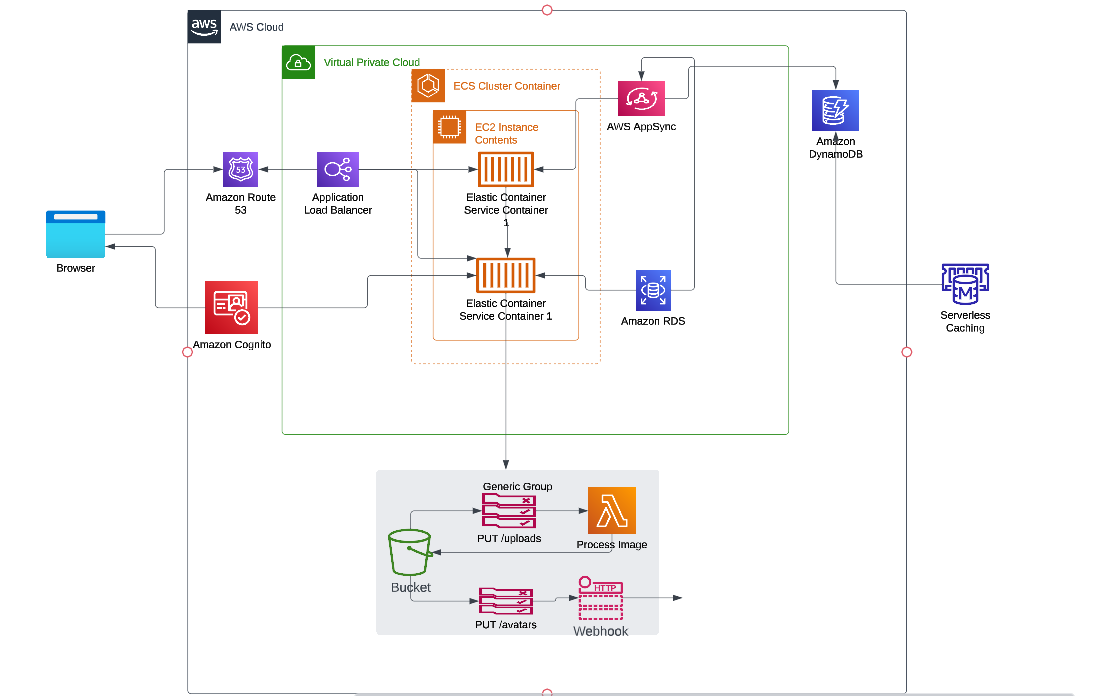 aws
AWS Cloud
Virtual Private Cloud
ECS Cluster Container
EC2 Instance
Contents
AWS AppSync
Amazon
DynamoDB
53
Amazon Route
53
Application
Load Balancer
Elastic Container
Service Container
1
Browser
Amazon Cognito
Elastic Container
Service Container 1
Amazon RDS
M
Serverless
Caching
Generic Group
PUT /uploads
Process Image
Bucket
HTTP
PUT /avatars
Webhook